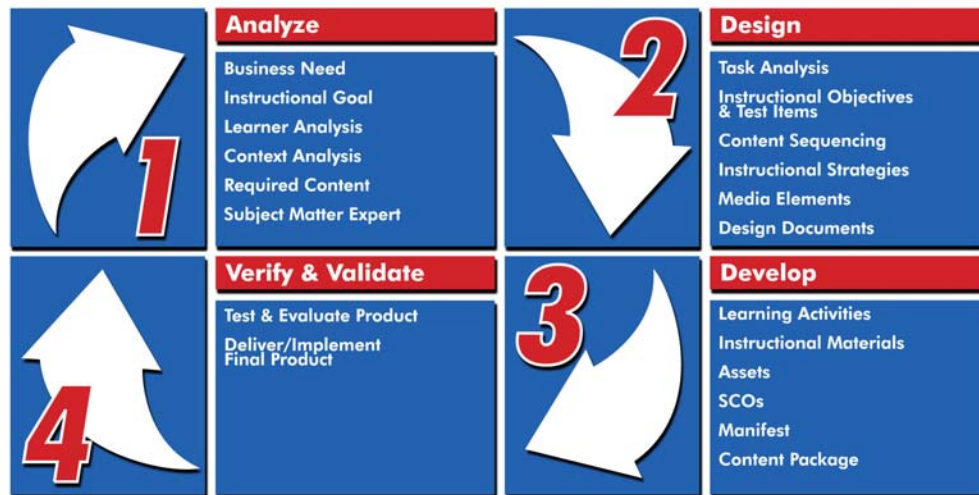 1
Analyze
Business Need
Instructional Goal
Learner Analysis
Context Analysis
Required Content
Subject Matter Expert
2
Design
Task Analysis
Instructional Objectives
& Test Items
Content Sequencing
Instructional Strategies
Media Elements
Design Documents
3
Develop
Learning Activities
Instructional Materials
Assets
SCOs
Manifest
Content Package
4
Verify & Validate
Test & Evaluate Product
Deliver/Implement
Final Product